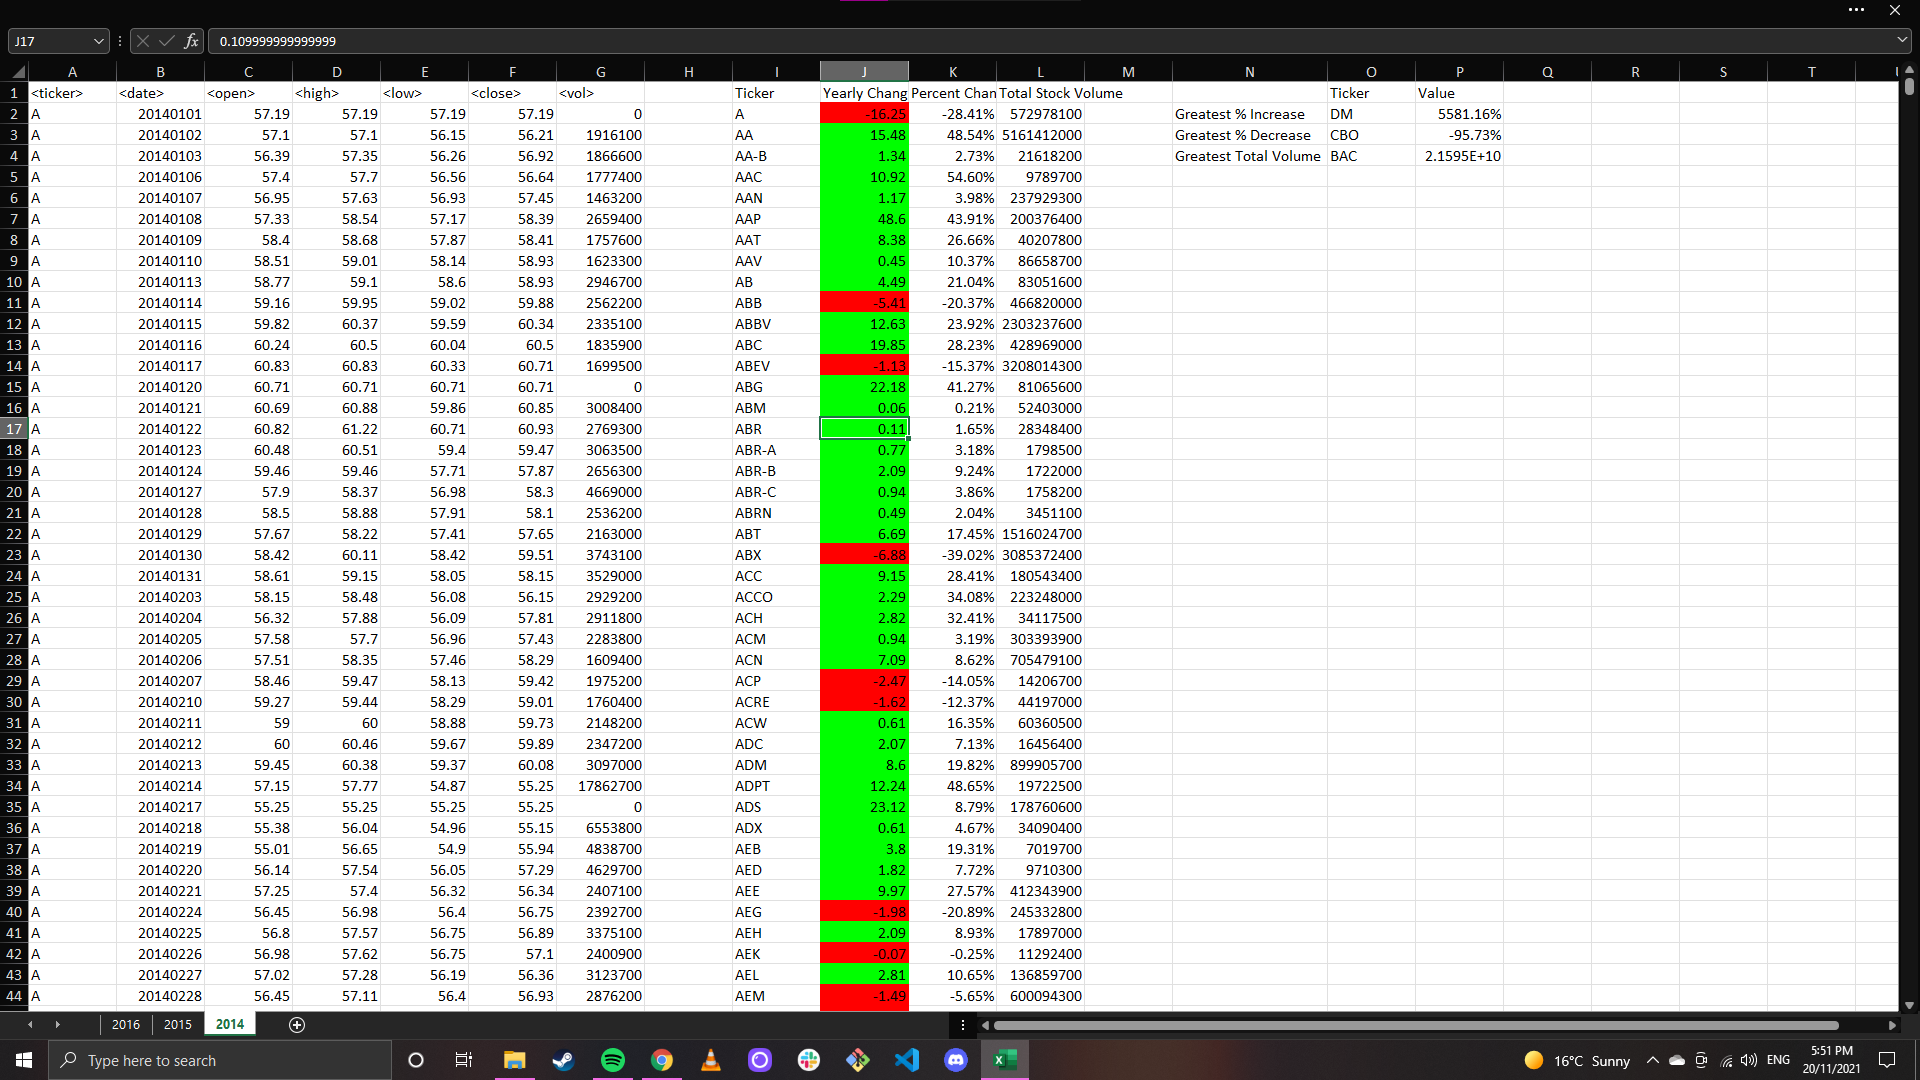 J17 fx 0.109999999999999
A B C D E F G H I J K L M N O P Q R S T
1 <ticker> <date> <open> <high> <low> <close> <vol> Ticker Yearly Chang Percent Chan Total Stock Volume Ticker Value
2 A 20140101 57.19 57.19 57.19 57.19 0 A -16.25 -28.41% 572978100 Greatest % Increase DM 5581.16%
3 A 20140102 57.1 57.1 56.15 56.21 1916100 AA 15.48 48.54% 5161412000 Greatest % Decrease CBO -95.73%
4 A 20140103 56.39 57.35 56.26 56.92 1866600 AA-B 1.34 2.73% 21618200 Greatest Total Volume BAC 2.1595E+10
5 A 20140106 57.4 57.7 56.56 56.64 1777400 AAC 10.92 54.60% 9789700
6 A 20140107 56.95 57.63 56.93 57.45 1463200 AAN 1.17 3.98% 237929300
7 A 20140108 57.33 58.54 57.17 58.39 2659400 AAP 48.6 43.91% 200376400
8 A 20140109 58.4 58.68 57.87 58.41 1757600 AAT 8.38 26.66% 40207800
9 A 20140110 58.51 59.01 58.14 58.93 1623300 AAV 0.45 10.37% 86658700
10 A 20140113 58.77 59.1 58.6 58.93 2946700 AB 4.49 21.04% 83051600
11 A 20140114 59.16 59.95 59.02 59.88 2562200 ABB -5.41 -20.37% 466820000
12 A 20140115 59.82 60.37 59.59 60.34 2335100 ABBV 12.63 23.92% 2303237600
13 A 20140116 60.24 60.5 60.04 60.5 1835900 ABC 19.85 28.23% 428969000
14 A 20140117 60.83 60.83 60.33 60.71 1699500 ABEV -1.13 -15.37% 3208014300
15 A 20140120 60.71 60.71 60.71 60.71 0 ABG 22.18 41.27% 81065600
16 A 20140121 60.69 60.88 59.86 60.85 3008400 ABM 0.06 0.21% 52403000
17 A 20140122 60.82 61.22 60.71 60.93 2769300 ABR 0.11 1.65% 28348400
18 A 20140123 60.48 60.51 59.4 59.47 3063500 ABR-A 0.77 3.18% 1798500
19 A 20140124 59.46 59.46 57.71 57.87 2656300 ABR-B 2.09 9.24% 1722000
20 A 20140127 57.9 58.37 56.98 58.3 4669000 ABR-C 0.94 3.86% 1758200
21 A 20140128 58.5 58.88 57.91 58.1 2536200 ABRN 0.49 2.04% 3451100
22 A 20140129 57.67 58.22 57.41 57.65 2163000 ABT 6.69 17.45% 1516024700
23 A 20140130 58.42 60.11 58.42 59.51 3743100 ABX -6.88 -39.02% 3085372400
24 A 20140131 58.61 59.15 58.05 58.15 3529000 ACC 9.15 28.41% 180543400
25 A 20140203 58.15 58.48 56.08 56.15 2929200 ACCO 2.29 34.08% 223248000
26 A 20140204 56.32 57.88 56.09 57.81 2911800 ACH 2.82 32.41% 34117500
27 A 20140205 57.58 57.7 56.96 57.43 2283800 ACM 0.94 3.19% 303393900
28 A 20140206 57.51 58.35 57.46 58.29 1609400 ACN 7.09 8.62% 705479100
29 A 20140207 58.46 59.47 58.13 59.42 1975200 ACP -2.47 -14.05% 14206700
30 A 20140210 59.27 59.44 58.29 59.01 1760400 ACRE -1.62 -12.37% 44197000
31 A 20140211 59 60 58.88 59.73 2148200 ACW 0.61 16.35% 60360500
32 A 20140212 60 60.46 59.67 59.89 2347200 ADC 2.07 7.13% 16456400
33 A 20140213 59.45 60.38 59.37 60.08 3097000 ADM 8.6 19.82% 899905700
34 A 20140214 57.15 57.77 54.87 55.25 17862700 ADPT 12.24 48.65% 19722500
35 A 20140217 55.25 55.25 55.25 55.25 0 ADS 23.12 8.79% 178760600
36 A 20140218 55.38 56.04 54.96 55.15 6553800 ADX 0.61 4.67% 34090400
37 A 20140219 55.01 56.65 54.9 55.94 4838700 AEB 3.8 19.31% 7019700
38 A 20140220 56.14 57.54 56.05 57.29 4629700 AED 1.82 7.72% 9710300
39 A 20140221 57.25 57.4 56.32 56.34 2407100 AEE 9.97 27.57% 412343900
40 A 20140224 56.45 56.98 56.4 56.75 2392700 AEG -1.98 -20.89% 245332800
41 A 20140225 56.8 57.57 56.75 56.89 3375100 AEH 2.09 8.93% 17897000
42 A 20140226 56.98 57.62 56.75 57.1 2400900 AEK -0.07 -0.25% 11292400
43 A 20140227 57.02 57.28 56.19 56.36 3123700 AEL 2.81 10.65% 136859700
44 A 20140228 56.45 57.11 56.4 56.93 2876200 AEM -1.49 -5.65% 600094300
2016 2015 2014
Type here to search 16°C Sunny ENG 5:51 PM
20/11/2021